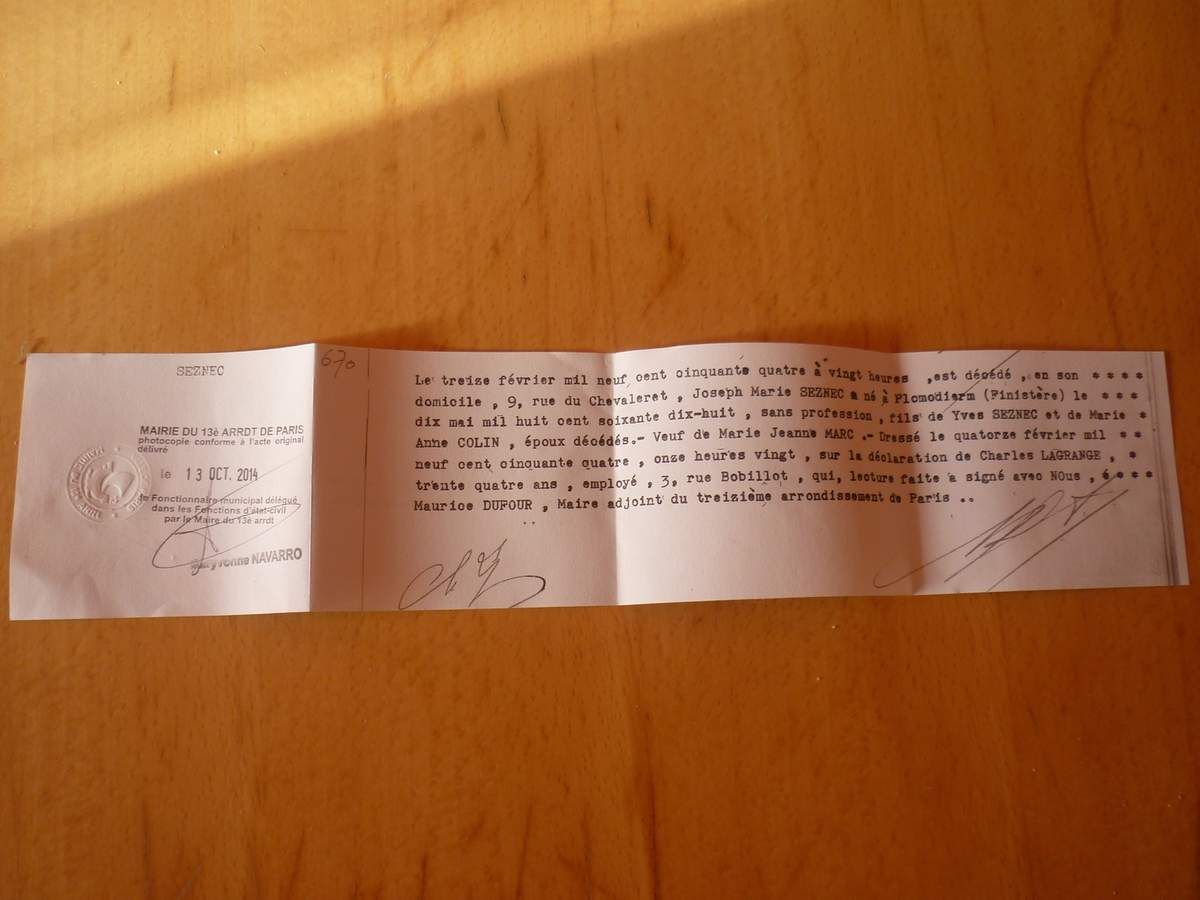 SEZNEC
670
MAIRIE DU 13è ARRDT DE PARIS
photocopie conforme à l'acte original
délivré
le 13 OCT. 2014
le Fonctionnaire municipal délégué
dans les Fonctions d'état-civil
par le Maire du 13è arrdt
NAVARRO
Le treize février mil neuf cent cinquante quatre à vingt heures ,est décédé , en son ****
domicile , 9, rue du Chevaleret , Joseph Marie SEZNEC né à Plomodierm (Finistère) le ***
dix mai mil huit cent soixante dix-huit , sans profession , fils de Yves SEZNEC et de Marie *
Anne COLIN , époux décédés.- Veuf de Marie Jeanne MARC .- Dressé le quatorze février mil **
neuf cent cinquante quatre , onze heures vingt , sur la déclaration de Charles LAGRANGE , *
trente quatre ans , employé , 3, rue Bobillot , qui, lecture faite a signé avec NOus , ****
Maurice DUFOUR , Maire adjoint du treizième arrondissement de Paris ..